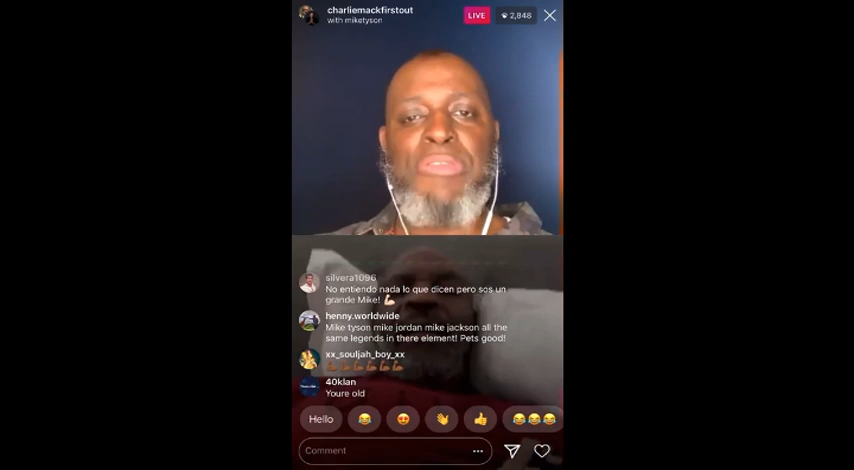 charliemackfirstout
with miketyson
LIVE
2,848
silvera1096
No entiendo nada lo que dicen pero sos un
grande Mike! 💪🏻
henny.worldwide
Mike tyson mike jordan mike jackson all the
same legends in there element! Pets good!
xx_souljah_boy_xx
💪🏾💪🏾💪🏾💪🏾💪🏾💪🏾
40klan
Youre old
Hello 😂 😍 👋 👍 😂😂😂
Comment